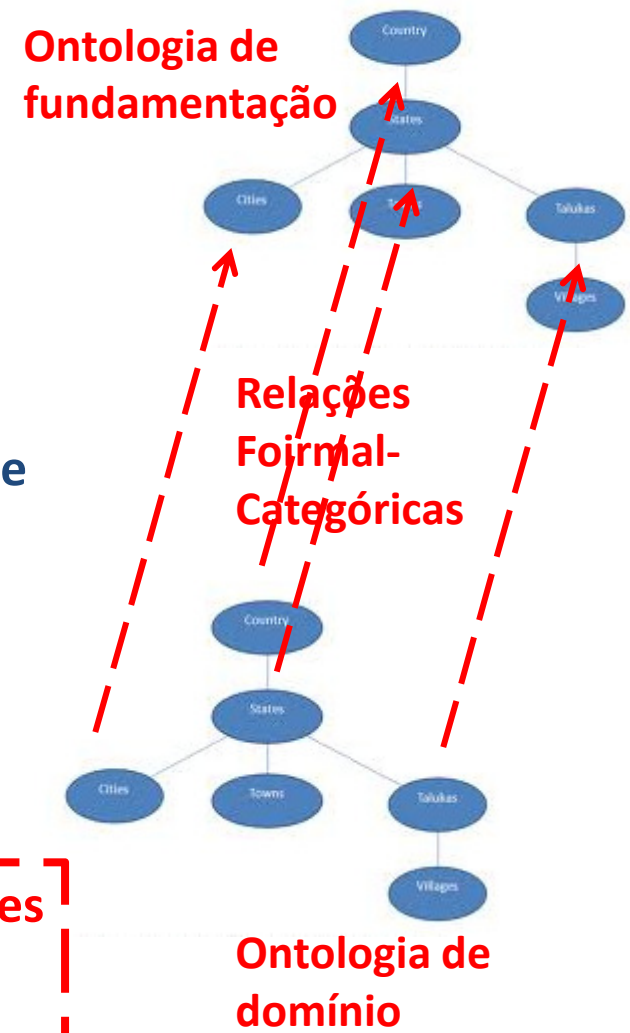 Ontologia de
fundamentação
Country
States
Cities
Talukas
Villages
Relações
Foirmal-
Categóricas
e
Country
States
Cities
Towns
Talukas
Villages
es
Ontologia de
domínio